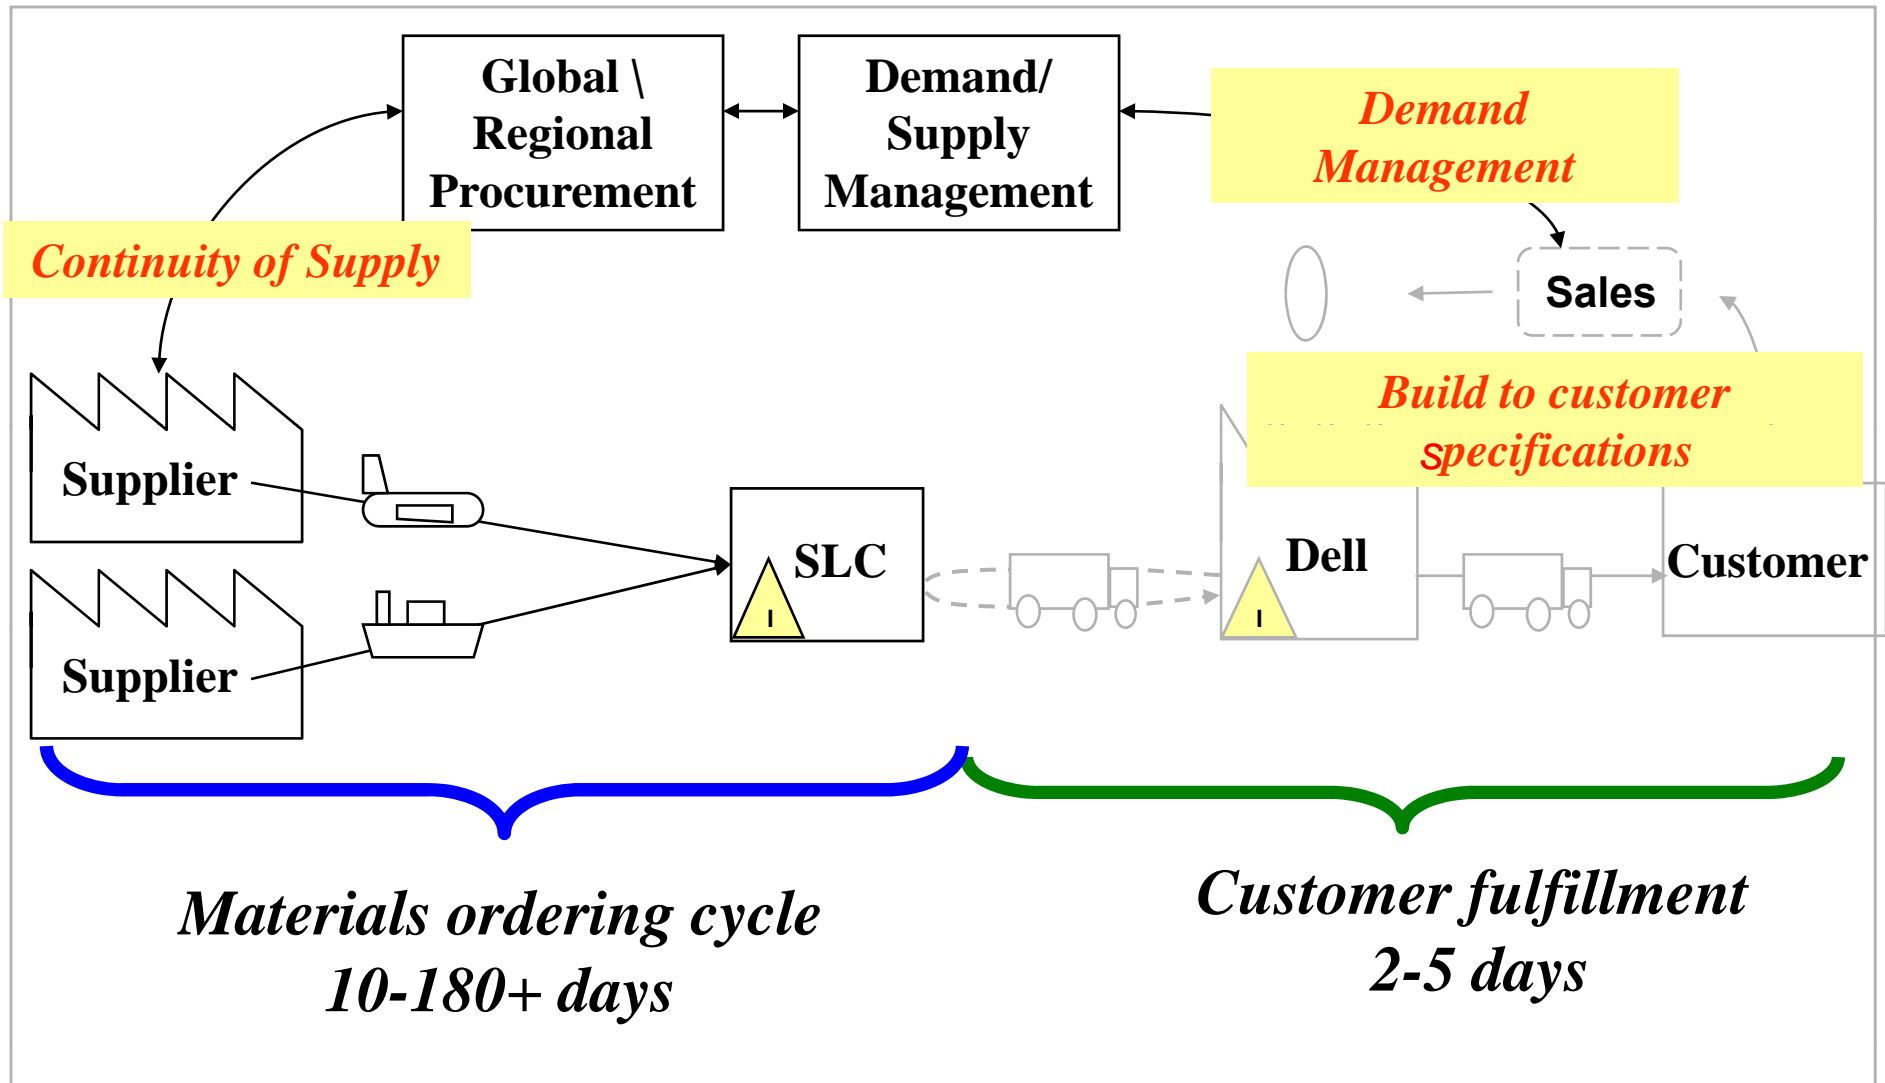 Global \
Regional
Procurement
Demand/
Supply
Management
Demand
Management
Continuity of Supply
Sales
Build to customer
specifications
Supplier
SLC
I
Dell
I
Customer
Supplier
Materials ordering cycle
10-180+ days
Customer fulfillment
2-5 days